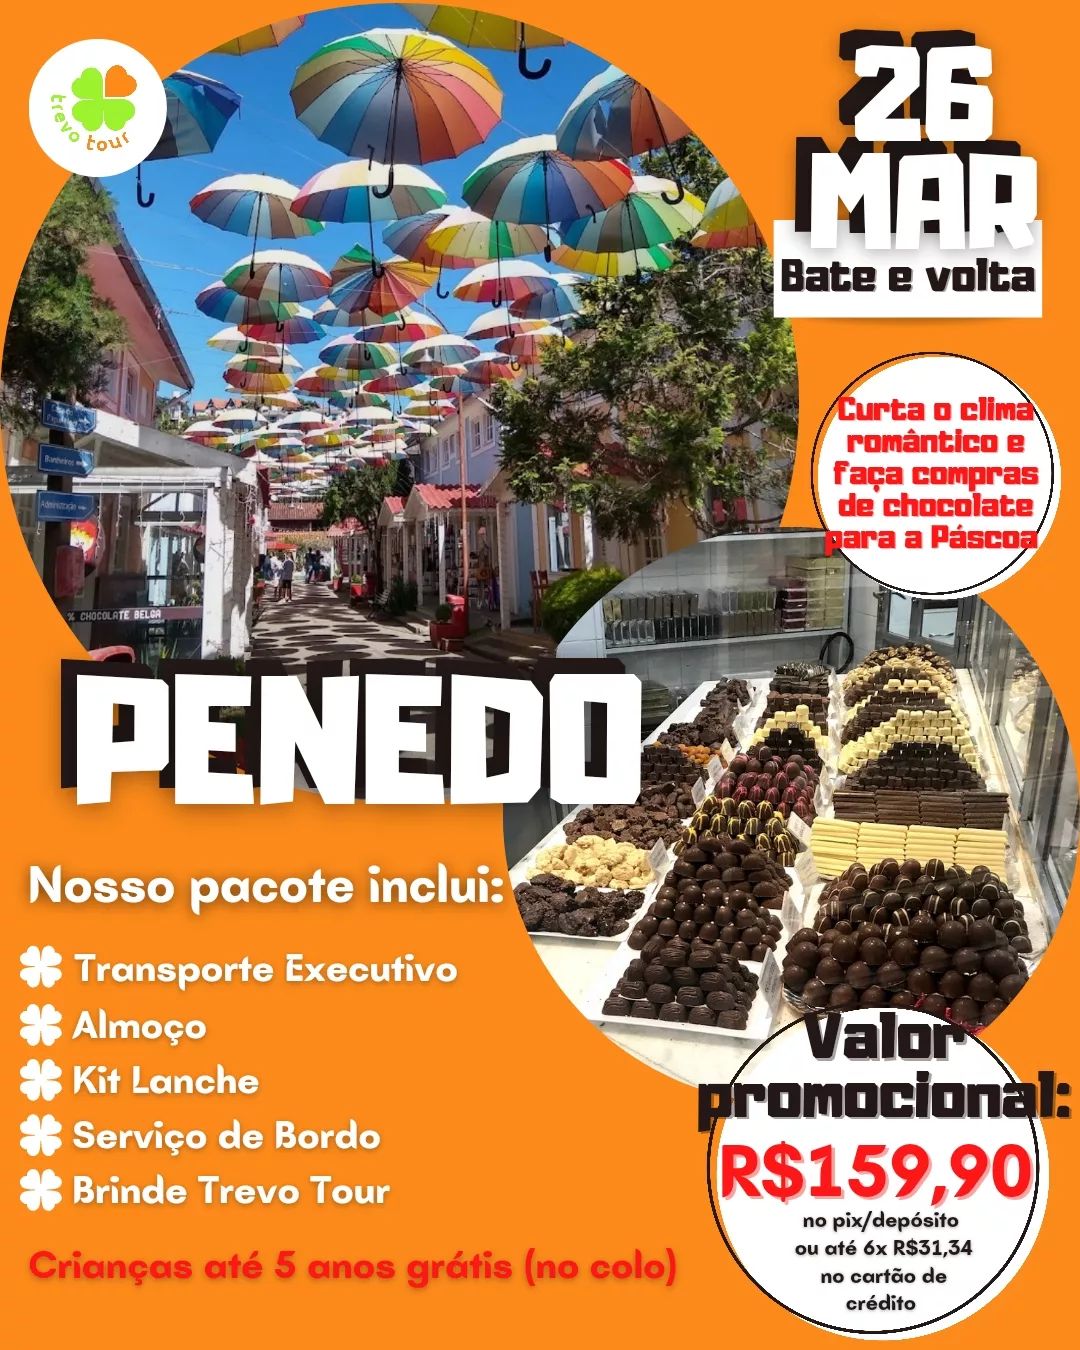 trevo tour
26
MAR
Bate e volta
Curta o clima
romântico e
faça compras
de chocolate
para a Páscoa
Banheiros
Administração
% CHOCOLATE BELGA
PENEDO
Nosso pacote inclui:
Transporte Executivo
Almoço
Kit Lanche
Serviço de Bordo
Brinde Trevo Tour
Crianças até 5 anos grátis (no colo)
Valor
promocional:
R$159,90
no pix/depósito
ou até 6x R$31,34
no cartão de
crédito